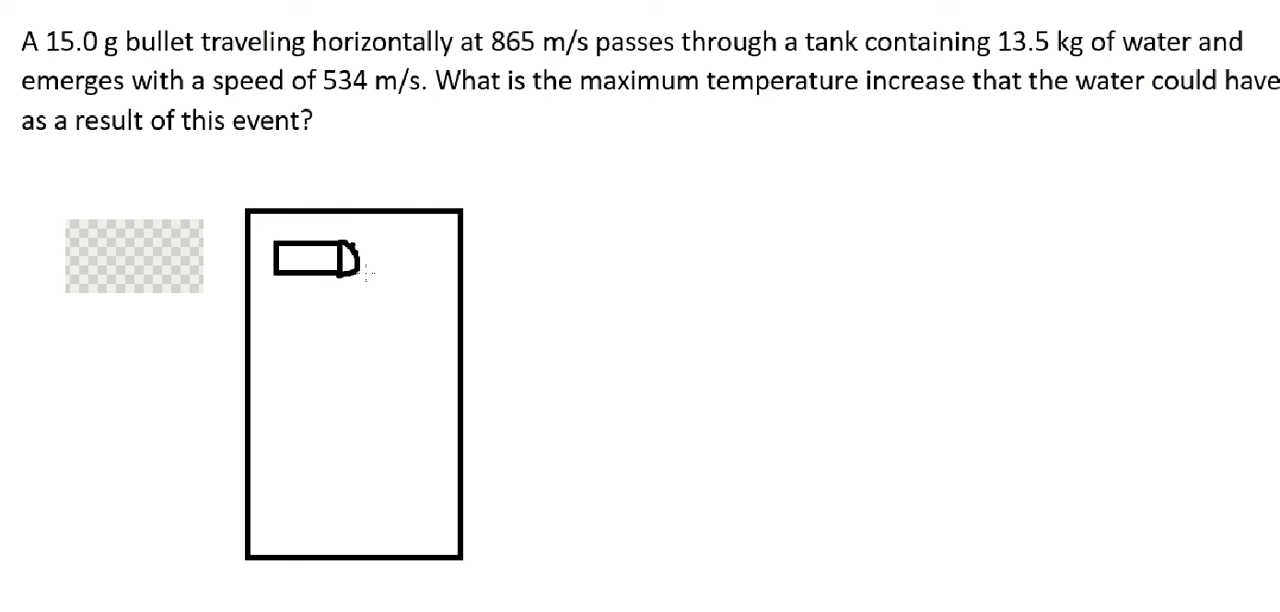 A 15.0 g bullet traveling horizontally at 865 m/s passes through a tank containing 13.5 kg of water and
emerges with a speed of 534 m/s. What is the maximum temperature increase that the water could have
as a result of this event?